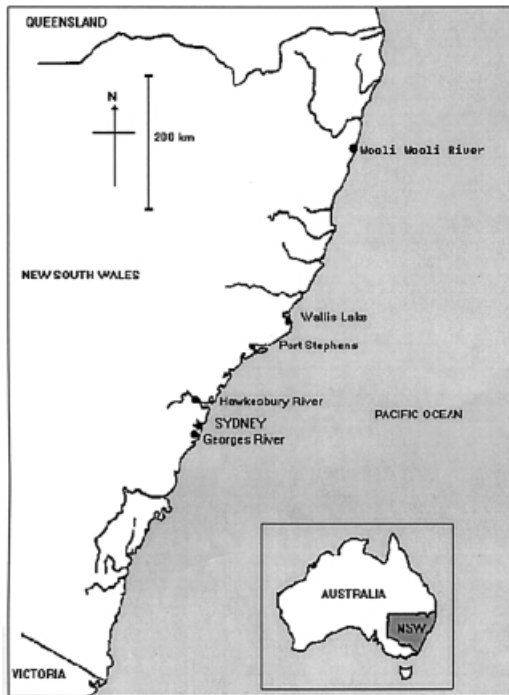 QUEENSLAND
N
200 km
Wooli Wooli River
NEW SOUTH WALES
Wallis Lake
Port Stephens
Hawkesbury River
PACIFIC OCEAN
SYDNEY
Georges River
AUSTRALIA
NSW
VICTORIA